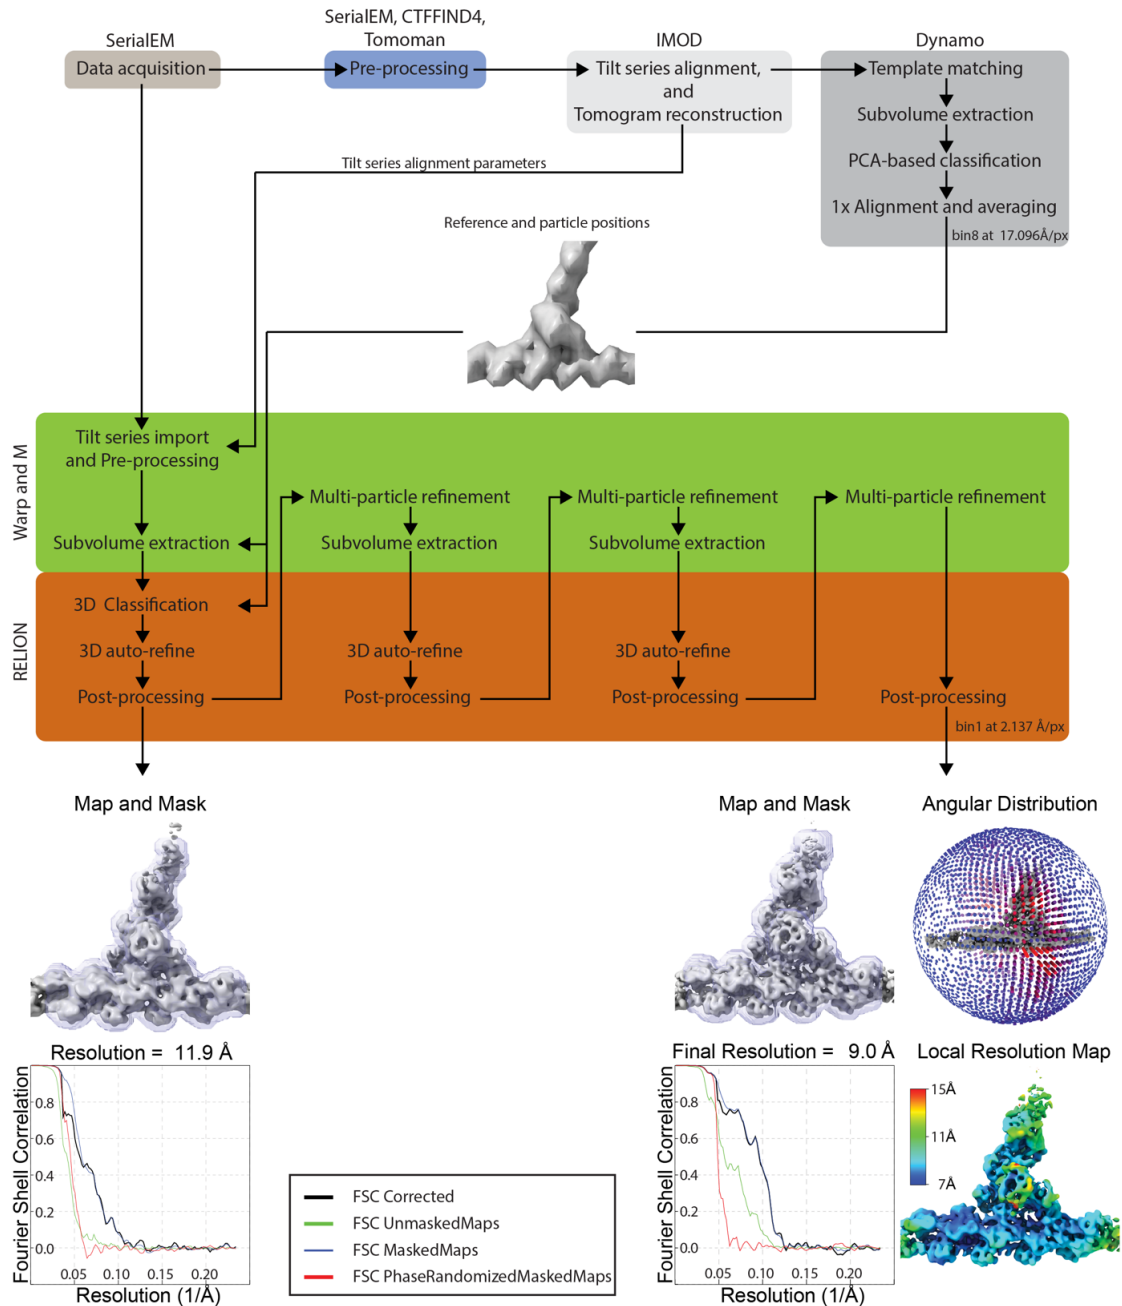 SerialEM
SerialEM, CTFFIND4,
Tomoman
IMOD
Dynamo
Data acquisition
Pre-processing
Tilt series alignment,
and
Tomogram reconstruction
Template matching
Subvolume extraction
PCA-based classification
1x Alignment and averaging
bin8 at 17.096Å/px
Tilt series alignment parameters
Reference and particle positions
Warp and M
Tilt series import
and Pre-processing
Multi-particle refinement
Multi-particle refinement
Multi-particle refinement
Subvolume extraction
Subvolume extraction
Subvolume extraction
RELION
3D Classification
3D auto-refine
3D auto-refine
3D auto-refine
Post-processing
Post-processing
Post-processing
Post-processing
bin1 at 2.137 Å/px
Map and Mask
Map and Mask
Angular Distribution
Resolution = 11.9 Å
Fourier Shell Correlation
0.8
0.6
0.4
0.2
0.0
0.05
0.10
0.15
0.20
Resolution (1/Å)
FSC Corrected
FSC UnmaskedMaps
FSC MaskedMaps
FSC PhaseRandomizedMaskedMaps
Final Resolution = 9.0 Å
Fourier Shell Correlation
0.8
0.6
0.4
0.2
0.0
0.05
0.10
0.15
0.20
Resolution (1/Å)
Local Resolution Map
15Å
11Å
7Å